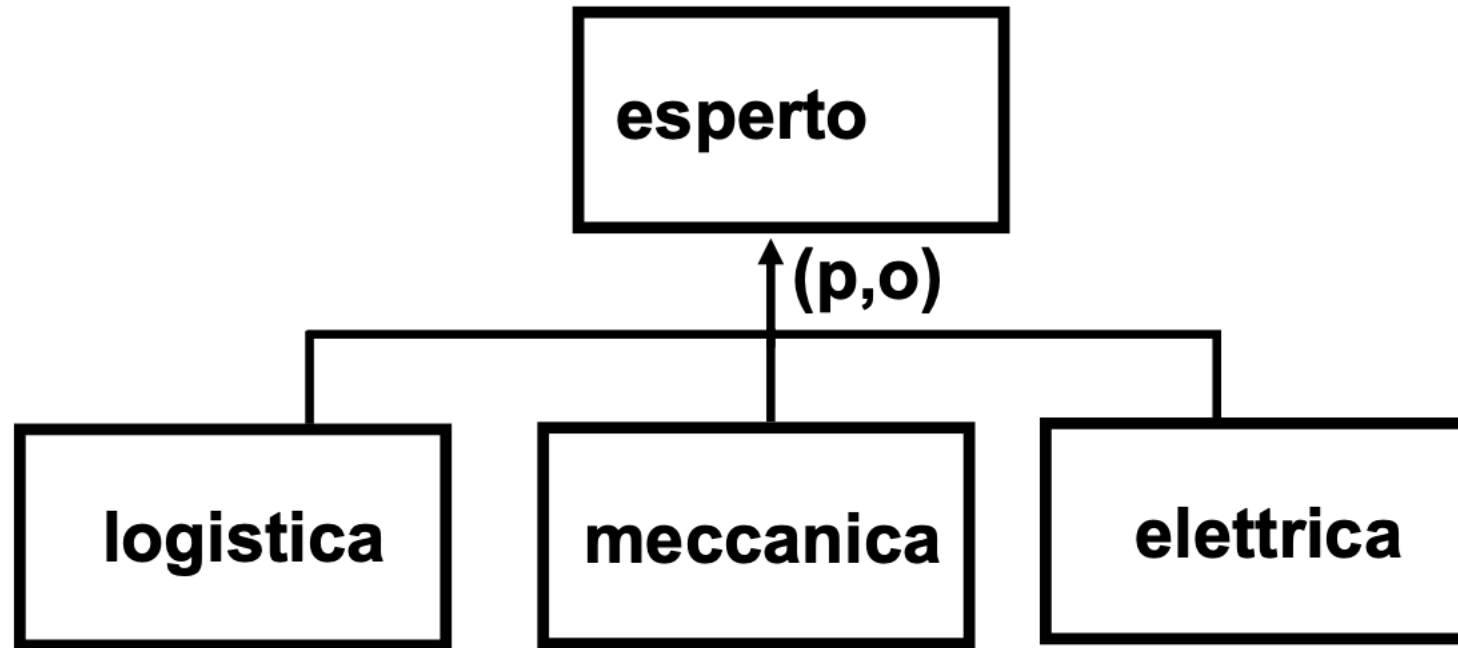 esperto
(p,o)
logistica
meccanica
elettrica